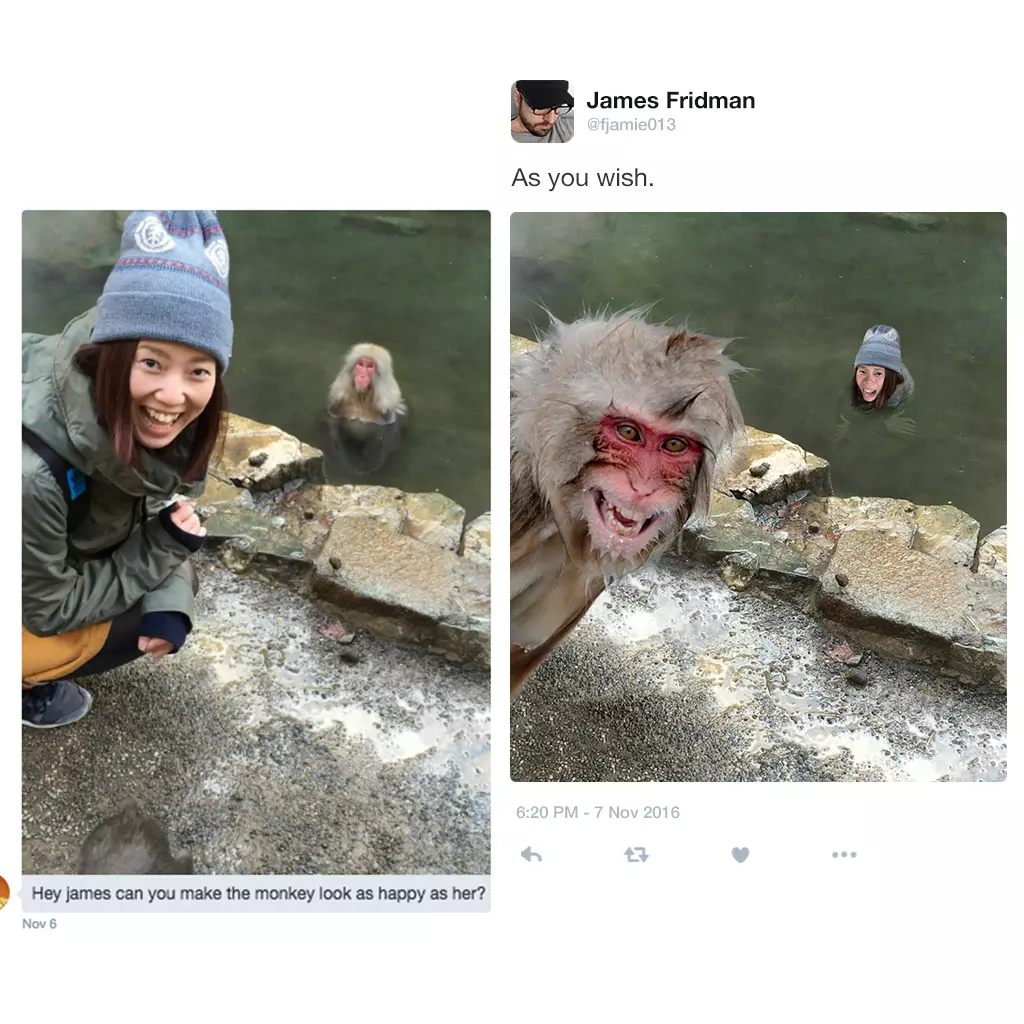 Hey james can you make the monkey look as happy as her?
Nov 6
James Fridman
@fjamie013
As you wish.
6:20 PM - 7 Nov 2016